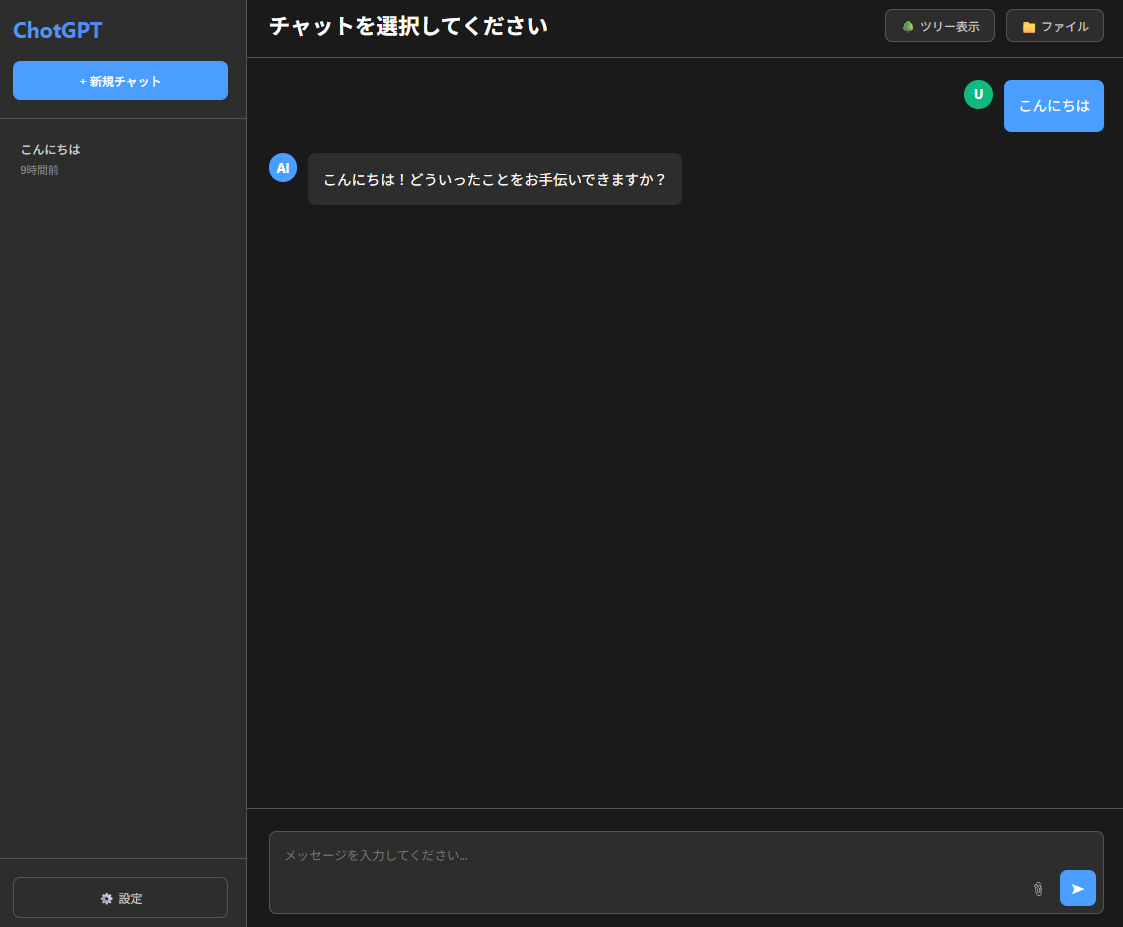 ChotGPT
+ 新規チャット
こんにちは
9時間前
設定
チャットを選択してください
ツリー表示
ファイル
U
こんにちは
AI
こんにちは！どういったことをお手伝いできますか？
メッセージを入力してください...